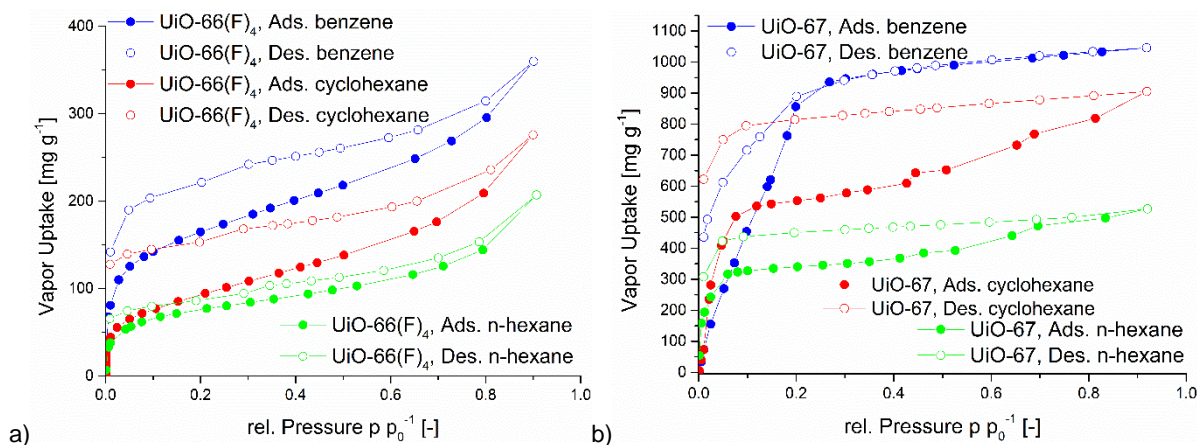 UiO-66(F)₄, Ads. benzene
UiO-66(F)₄, Des. benzene
UiO-66(F)₄, Ads. cyclohexane
UiO-66(F)₄, Des. cyclohexane
UiO-66(F)₄, Ads. n-hexane
UiO-66(F)₄, Des. n-hexane
Vapor Uptake [mg g⁻¹]
400
300
200
100
0
0.0 0.2 0.4 0.6 0.8 1.0
rel. Pressure p p₀⁻¹ [-]
a)
UiO-67, Ads. benzene
UiO-67, Des. benzene
UiO-67, Ads. cyclohexane
UiO-67, Des. cyclohexane
UiO-67, Ads. n-hexane
UiO-67, Des. n-hexane
Vapor Uptake [mg g⁻¹]
1000
900
800
700
600
500
400
300
200
100
0
0.0 0.2 0.4 0.6 0.8 1.0
rel. Pressure p p₀⁻¹ [-]
b)